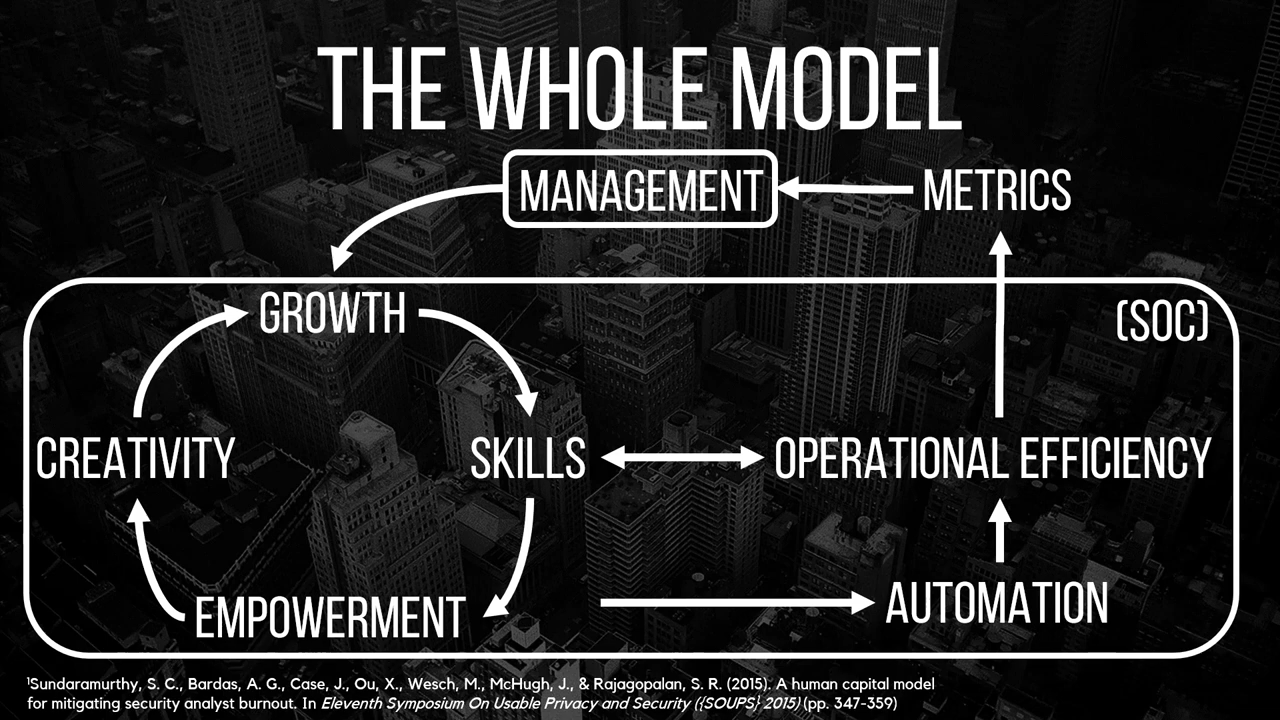 THE WHOLE MODEL
MANAGEMENT
METRICS
GROWTH
(SOC)
CREATIVITY
SKILLS
OPERATIONAL EFFICIENCY
EMPOWERMENT
AUTOMATION
¹Sundaramurthy, S. C., Bardas, A. G., Case, J., Ou, X., Wesch, M., McHugh, J., & Rajagopalan, S. R. (2015). A human capital model
for mitigating security analyst burnout. In Eleventh Symposium On Usable Privacy and Security ({SOUPS} 2015) (pp. 347-359)